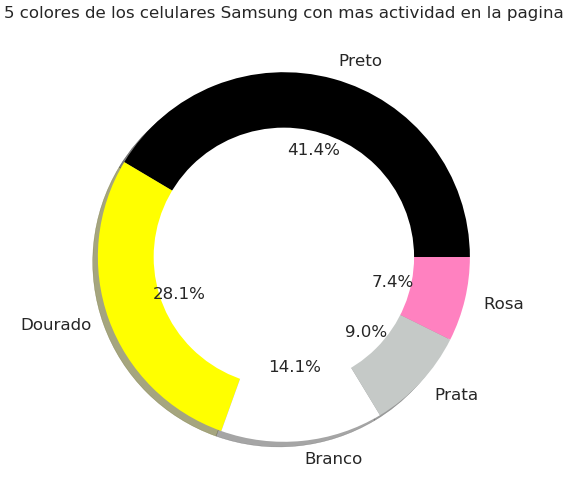 5 colores de los celulares Samsung con mas actividad en la pagina
Preto
41.4%
28.1%
Dourado
14.1%
Branco
9.0%
Prata
7.4%
Rosa